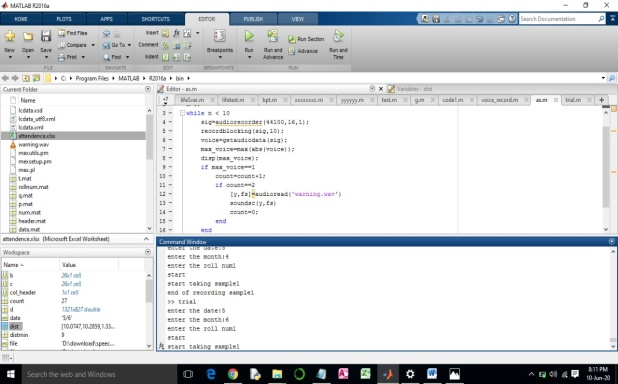 MATLAB R2016a
HOME PLOTS APPS SHORTCUTS EDITOR PUBLISH VIEW
Search Documentation
New Open Save Find Files Compare Print Go To Find Insert Comment Indent Breakpoints Run Run and Advance Run Section Advance Run and Time
FILE NAVIGATE EDIT BREAKPOINTS RUN
C: Program Files MATLAB R2016a bin
Current Folder
Name
lcdata.xsd
lcdata_utf8.xml
lcdata.xml
attendence.xlsx
warning.wav
mexutils.pm
mexsetup.pm
mex.pl
t.mat
rollnum.mat
q.mat
p.mat
num.mat
header.mat
data.mat
attendence.xlsx (Microsoft Excel Worksheet)
Workspace
Name Value
b 26x1 cell
c 26x1 cell
col_header 1x1 cell
count 27
d 1321x827 double
date '5/6'
dist [10.0747,10.2859,1.33...
distmin 9
file 'D:\download\speec...
Editor - as.m
Variables - dist
lifetest.m bpt.m xxxxxxxx.m yyyyyy.m test.m g.m code1.m voice_record.m as.m trial.m
3 - while n < 10
4 - sig=audiorecorder(44100,16,1);
5 - recordblocking(sig,10);
6 - voice=getaudiodata(sig);
7 - max_voice=max(abs(voice));
8 - disp(max_voice);
9 - if max_voice==1
10 - count=count+1;
11 - if count==2
12 - [y,fs]=audioread('warning.wav')
13 - soundsc(y,fs)
14 - count=0;
15 - end
16 - end
Command Window
enter the date:5
enter the month:4
enter the roll num1
start
start taking sample1
end of recording sample1
>> trial
enter the date:5
enter the month:6
enter the roll num1
start
fx start taking sample1
Search the web and Windows
8:11 PM
10-Jun-20